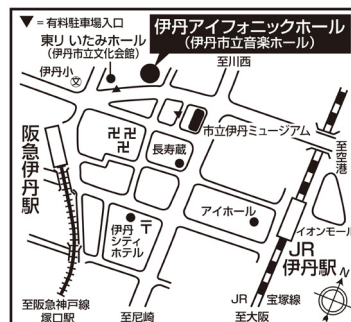 ▼=有料駐車場入口
伊丹アイフォニックホール
(伊丹市立音楽ホール)
東リ いたみホール
(伊丹市立文化会館)
至川西
伊丹小
文
市立伊丹ミュージアム
至空港
卍卍
卍
長寿蔵
阪急伊丹駅
アイホール
伊丹
シティ
ホテル
〒
イオンモール
JR
伊丹駅
至阪急神戸線
塚口駅
至尼崎
JR 宝塚線
至大阪
N